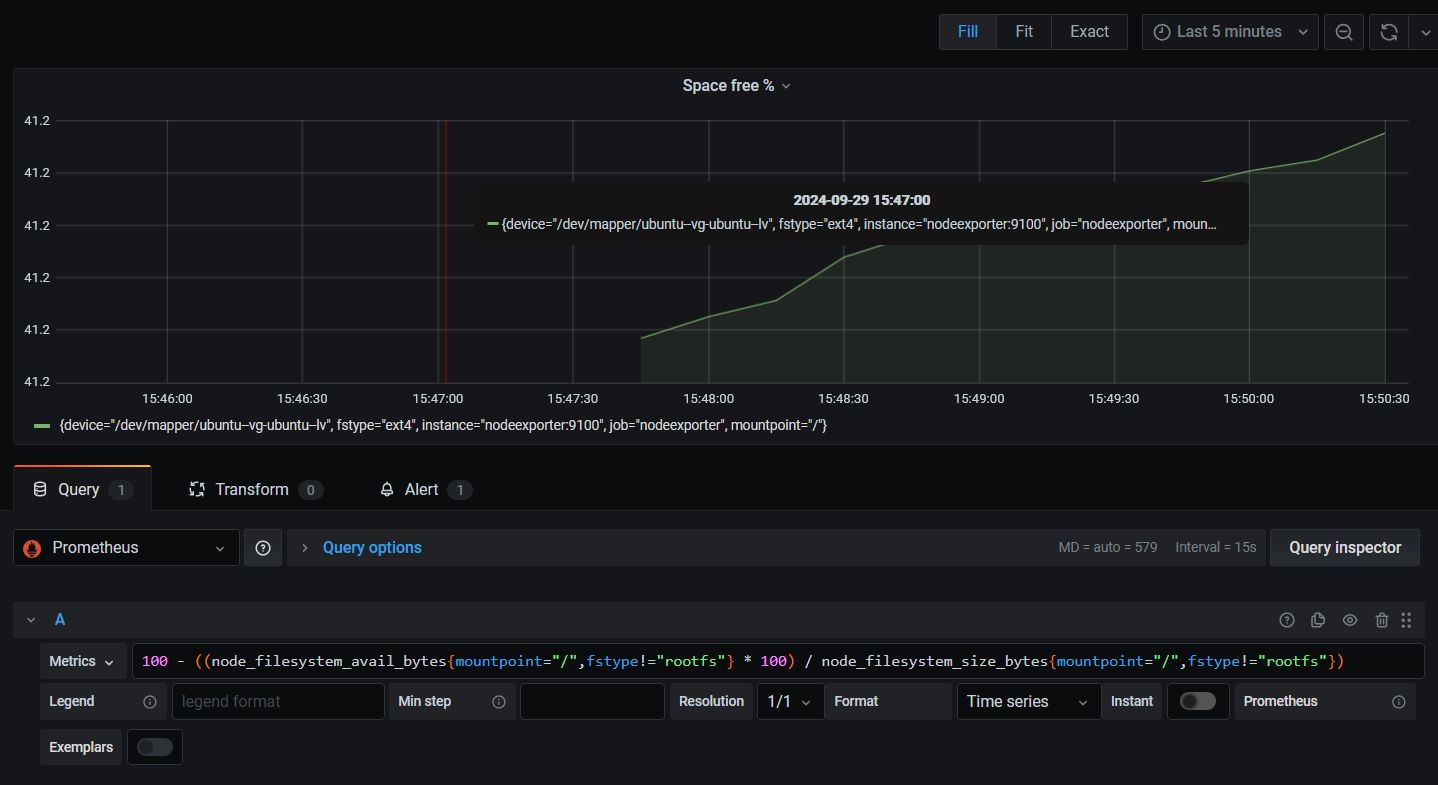 Fill Fit Exact Last 5 minutes
Space free %
41.2
41.2
41.2
41.2
41.2
41.2
2024-09-29 15:47:00
{device="/dev/mapper/ubuntu--vg-ubuntu--lv", fstype="ext4", instance="nodeexporter:9100", job="nodeexporter", moun...
15:46:00 15:46:30 15:47:00 15:47:30 15:48:00 15:48:30 15:49:00 15:49:30 15:50:00 15:50:30
{device="/dev/mapper/ubuntu--vg-ubuntu--lv", fstype="ext4", instance="nodeexporter:9100", job="nodeexporter", mountpoint="/"}
Query 1 Transform 0 Alert 1
Prometheus Query options MD = auto = 579 Interval = 15s Query inspector
A
Metrics 100 - ((node_filesystem_avail_bytes{mountpoint="/",fstype!="rootfs"} * 100) / node_filesystem_size_bytes{mountpoint="/",fstype!="rootfs"})
Legend legend format Min step Resolution 1/1 Format Time series Instant Prometheus
Exemplars